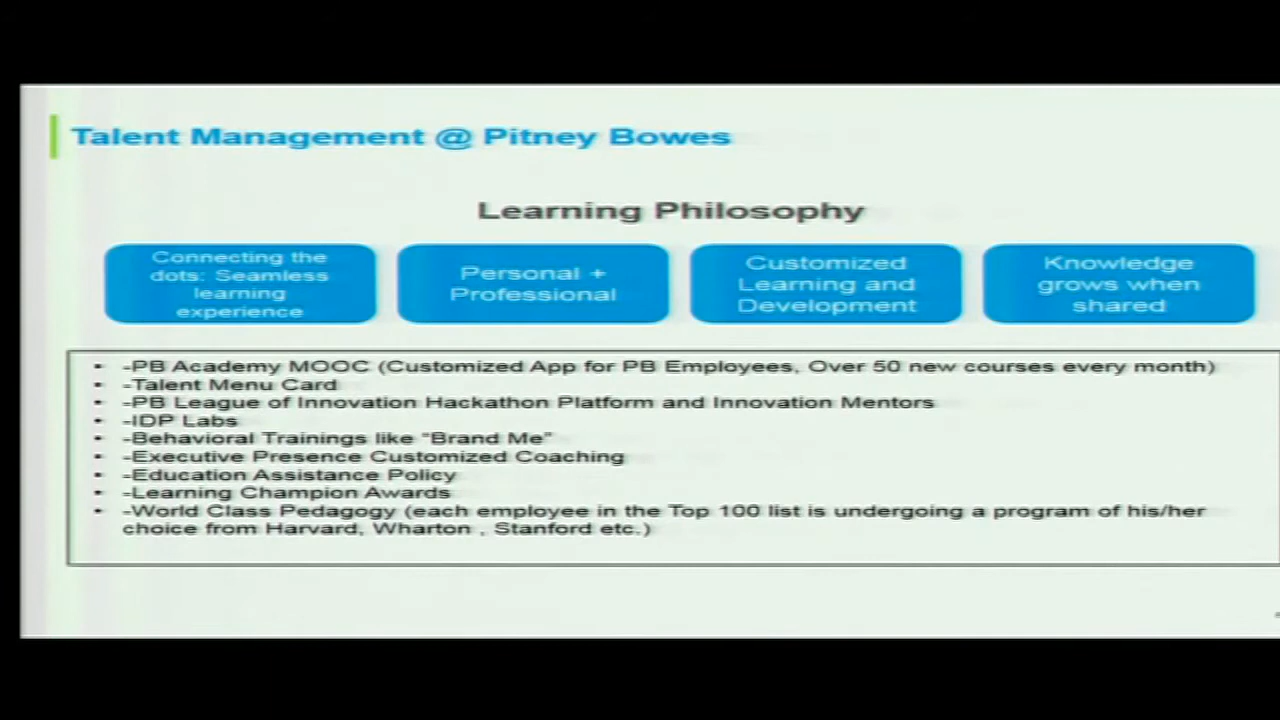 Talent Management @ Pitney Bowes
Learning Philosophy
Connecting the
dots: Seamless
learning
experience
Personal +
Professional
Customized
Learning and
Development
Knowledge
grows when
shared
• -PB Academy MOOC (Customized App for PB Employees, Over 50 new courses every month)
• -Talent Menu Card
• -PB League of Innovation Hackathon Platform and Innovation Mentors
• -IDP Labs
• -Behavioral Trainings like “Brand Me”
• -Executive Presence Customized Coaching
• -Education Assistance Policy
• -Learning Champion Awards
• -World Class Pedagogy (each employee in the Top 100 list is undergoing a program of his/her
choice from Harvard, Wharton , Stanford etc.)